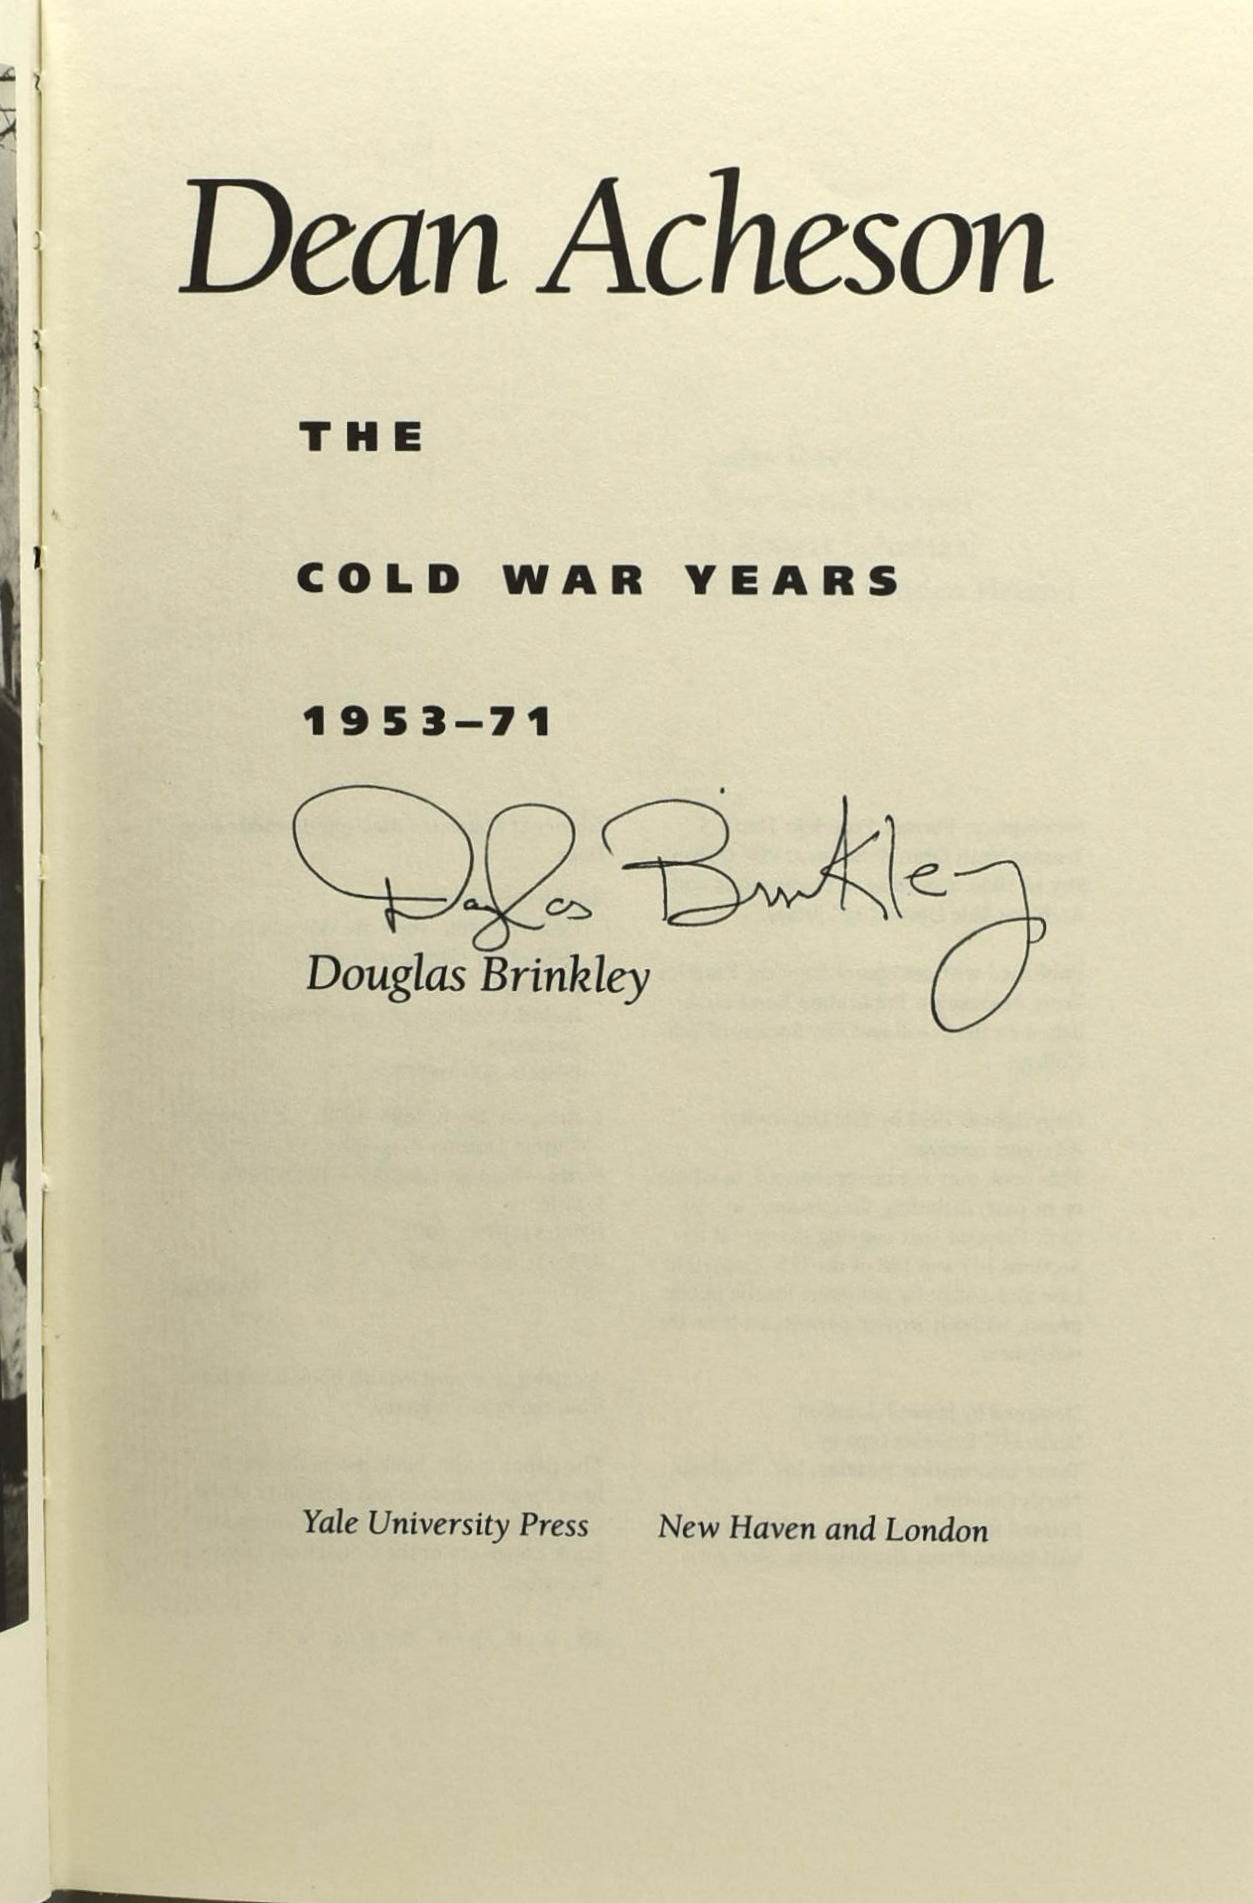 Dean Acheson
THE
COLD WAR YEARS
1953–71
Douglas Brinkley
Douglas Brinkley
Yale University Press New Haven and London